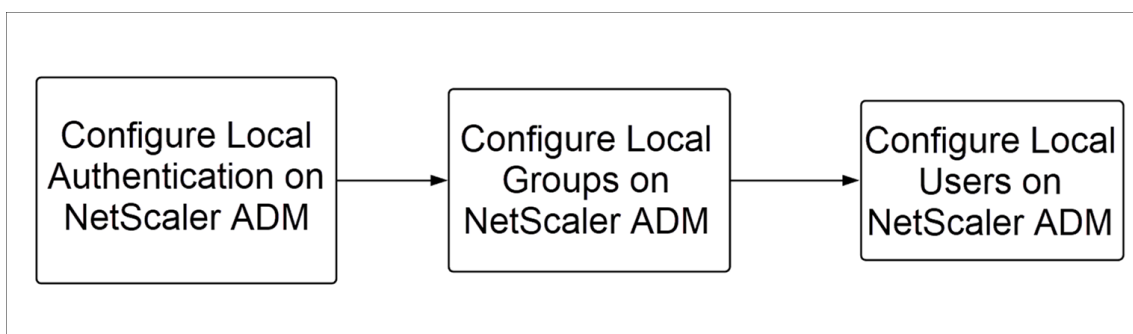 Configure Local
Authentication on
NetScaler ADM
Configure Local
Groups on
NetScaler ADM
Configure Local
Users on
NetScaler ADM